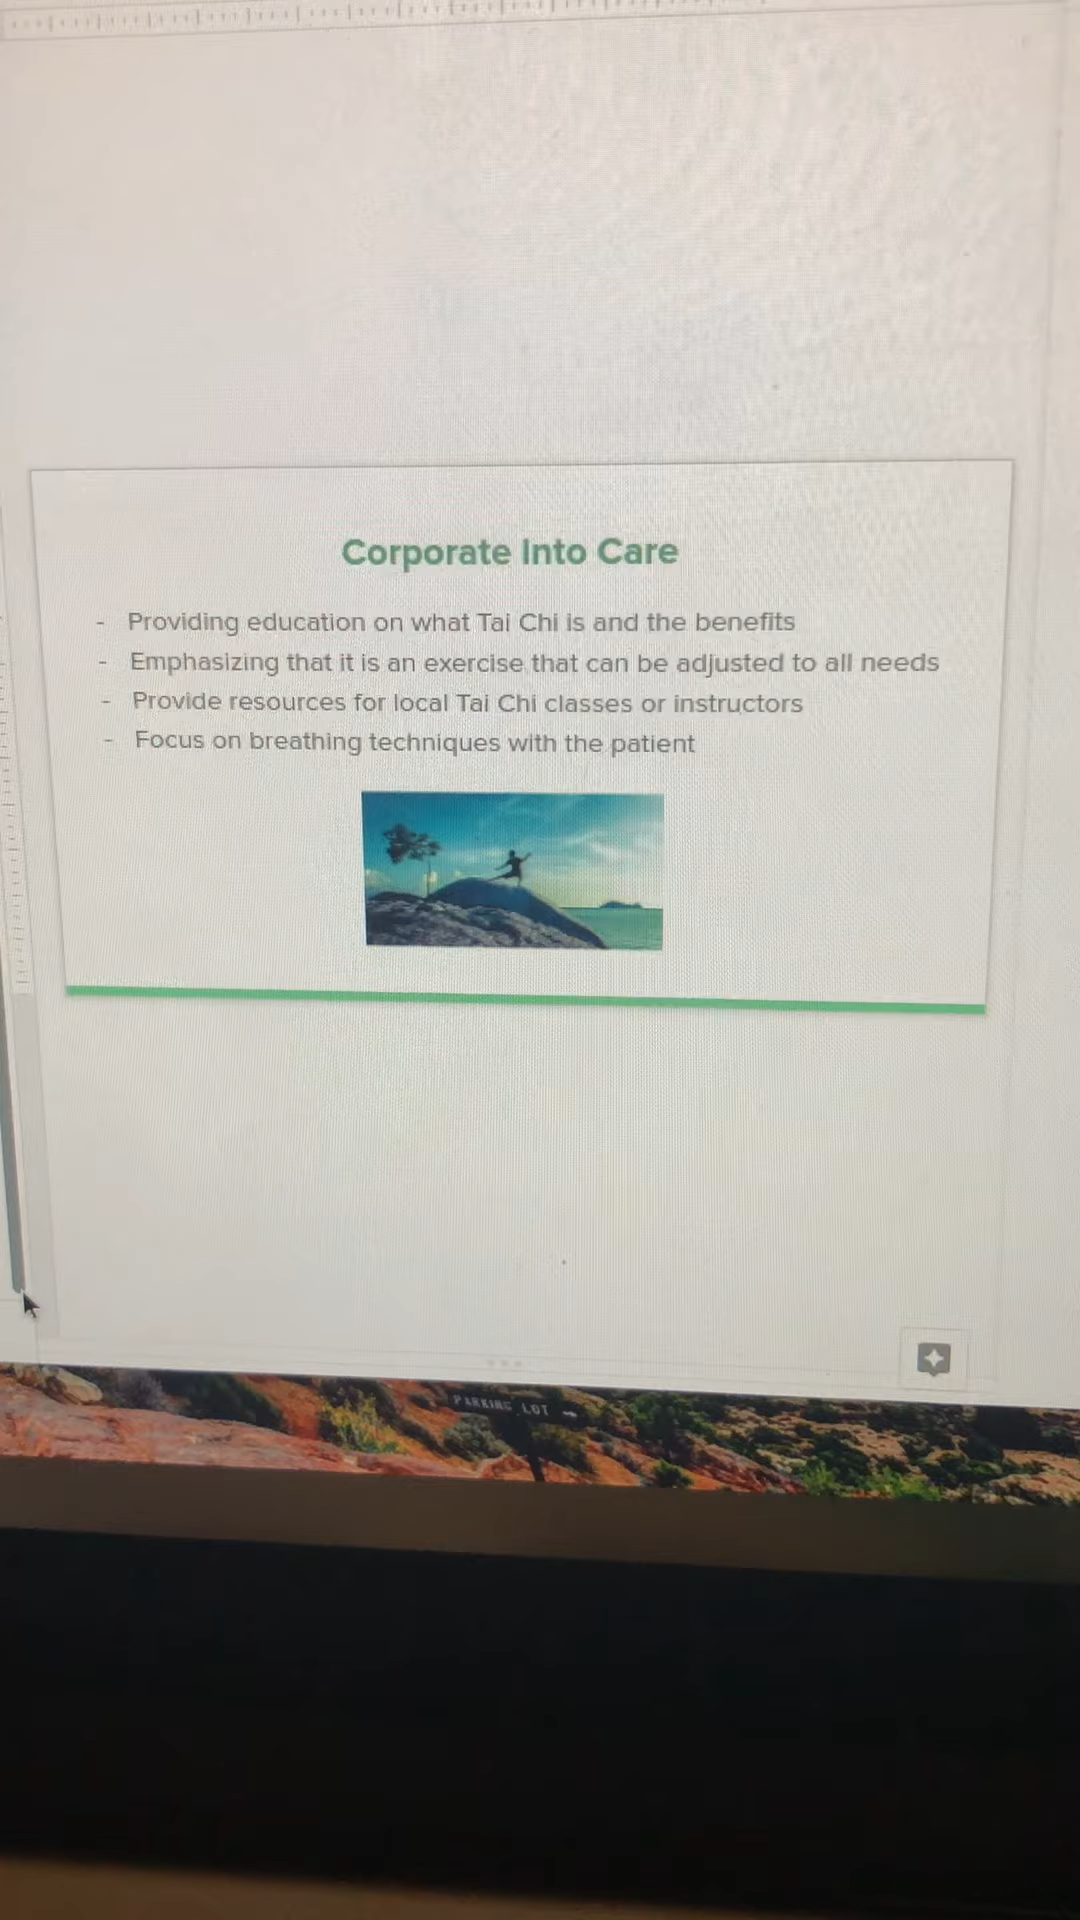 Corporate Into Care
- Providing education on what Tai Chi is and the benefits
- Emphasizing that it is an exercise that can be adjusted to all needs
- Provide resources for local Tai Chi classes or instructors
- Focus on breathing techniques with the patient
PARKING LOT